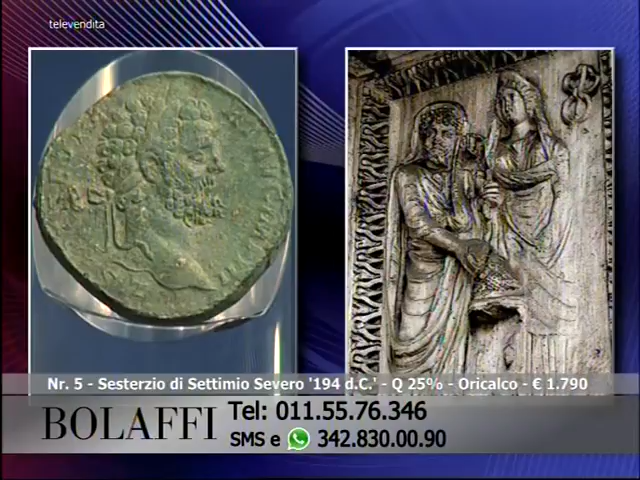 televendita
Nr. 5 - Sesterzio di Settimio Severo '194 d.C.' - Q 25% - Oricalco - € 1.790
BOLAFFI
Tel: 011.55.76.346
SMS e 342.830.00.90